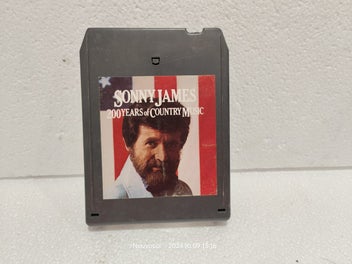 D
SONNY JAMES
200 YEARS of COUNTRY MUSIC